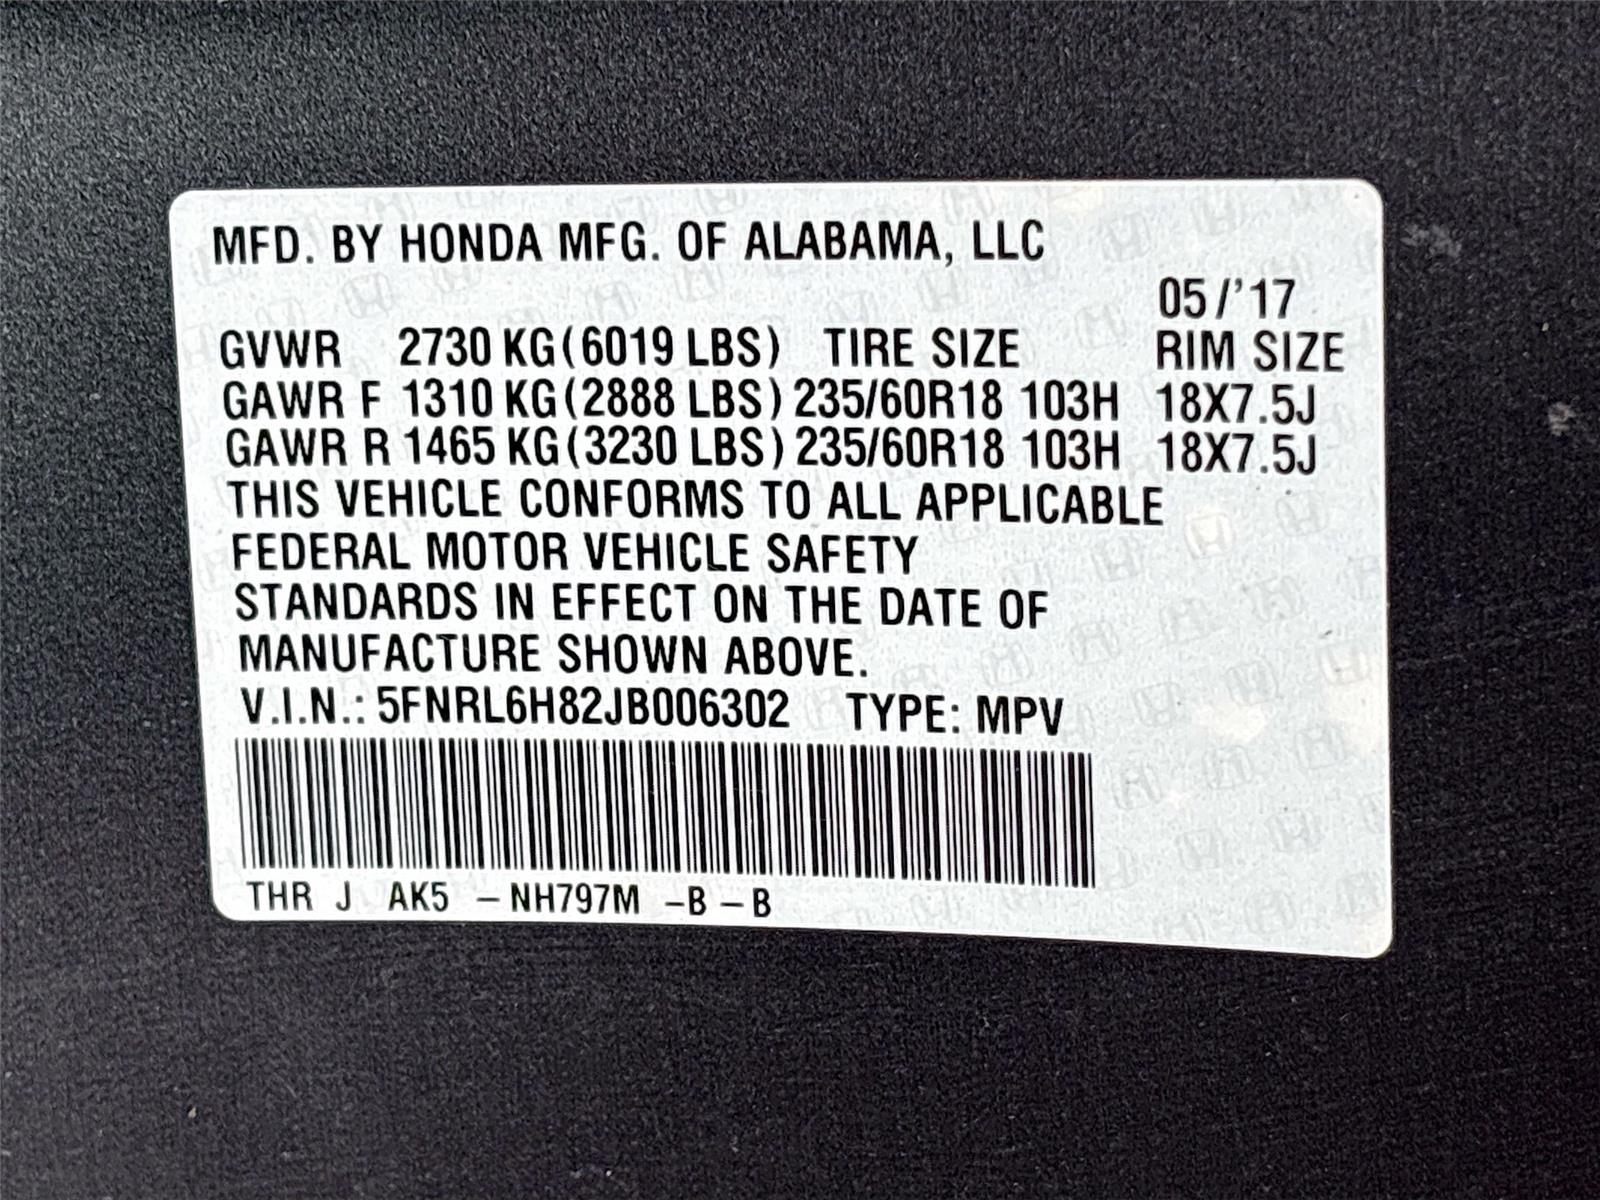 MFD. BY HONDA MFG. OF ALABAMA, LLC
05/'17
GVWR 2730 KG(6019 LBS) TIRE SIZE RIM SIZE
GAWR F 1310 KG(2888 LBS) 235/60R18 103H 18X7.5J
GAWR R 1465 KG(3230 LBS) 235/60R18 103H 18X7.5J
THIS VEHICLE CONFORMS TO ALL APPLICABLE
FEDERAL MOTOR VEHICLE SAFETY
STANDARDS IN EFFECT ON THE DATE OF
MANUFACTURE SHOWN ABOVE.
V.I.N.: 5FNRL6H82JB006302 TYPE: MPV
THR J AK5 –NH797M –B –B